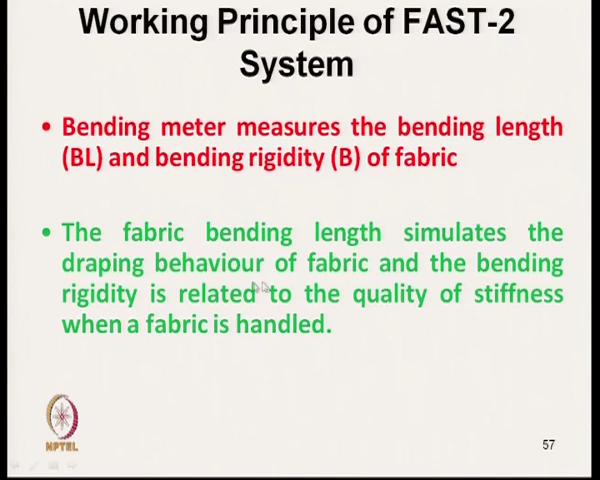 Working Principle of FAST-2
System
• Bending meter measures the bending length
(BL) and bending rigidity (B) of fabric
• The fabric bending length simulates the
draping behaviour of fabric and the bending
rigidity is related to the quality of stiffness
when a fabric is handled.
NPTEL
57